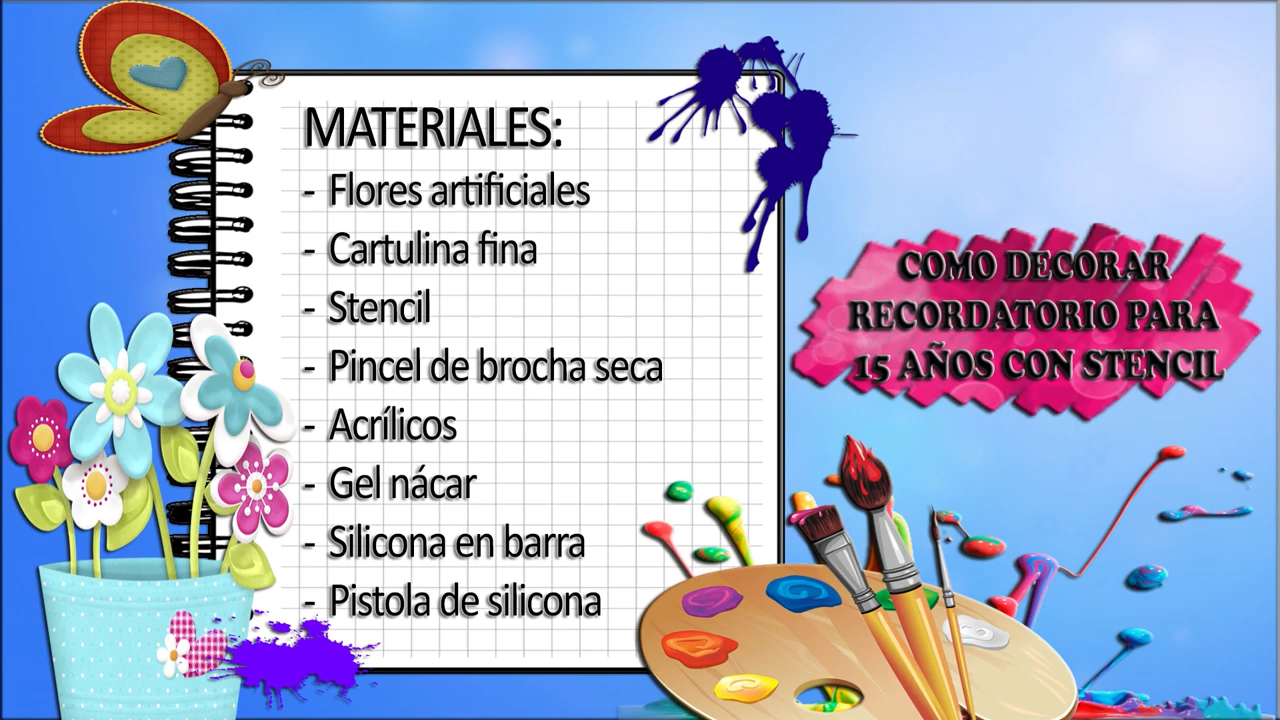 MATERIALES:
- Flores artificiales
- Cartulina fina
- Stencil
- Pincel de brocha seca
- Acrílicos
- Gel nácar
- Silicona en barra
- Pistola de silicona
COMO DECORAR
RECORDATORIO PARA
15 AÑOS CON STENCIL